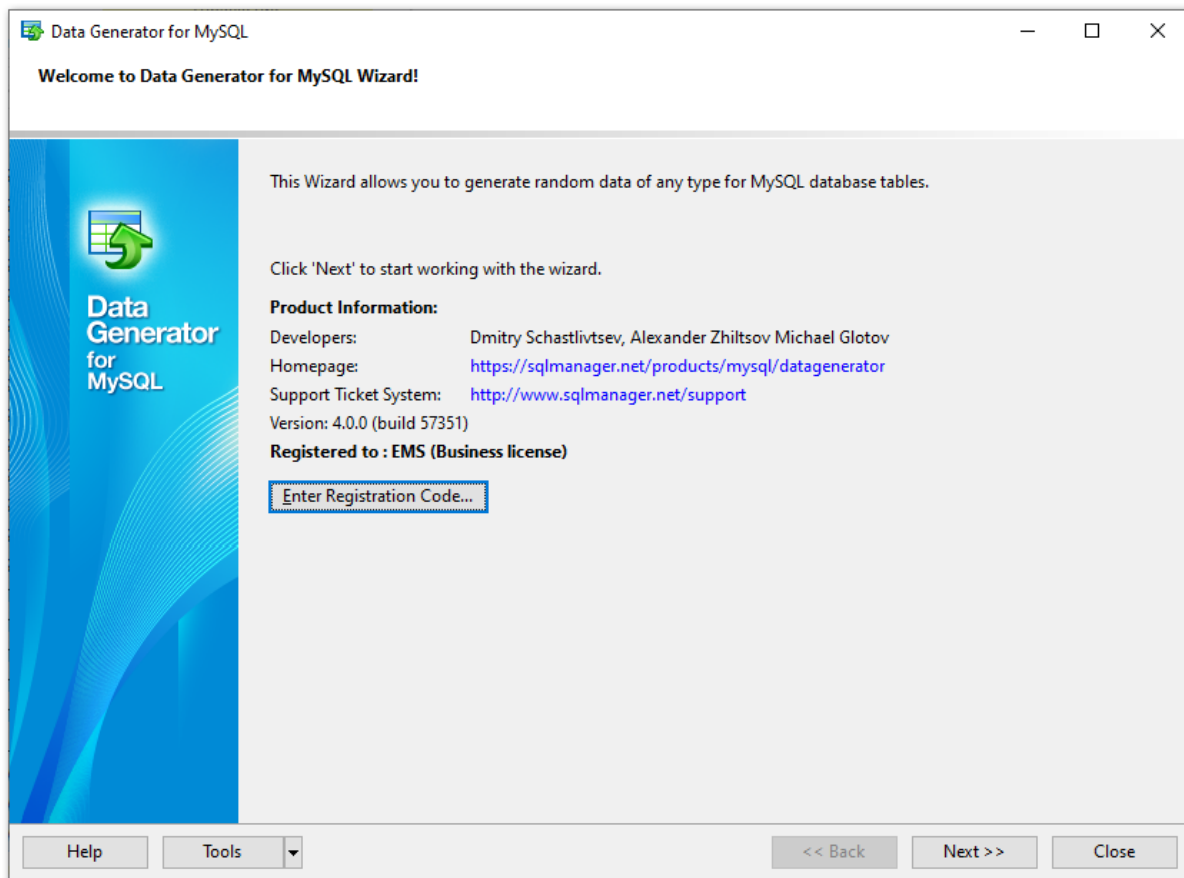 Data Generator for MySQL
Welcome to Data Generator for MySQL Wizard!
This Wizard allows you to generate random data of any type for MySQL database tables.
Click 'Next' to start working with the wizard.
Data
Generator
for
MySQL
Product Information:
Developers: Dmitry Schastlivtsev, Alexander Zhiltsov Michael Glotov
Homepage: https://sqlmanager.net/products/mysql/datagenerator
Support Ticket System: http://www.sqlmanager.net/support
Version: 4.0.0 (build 57351)
Registered to : EMS (Business license)
Enter Registration Code...
Help Tools << Back Next >> Close